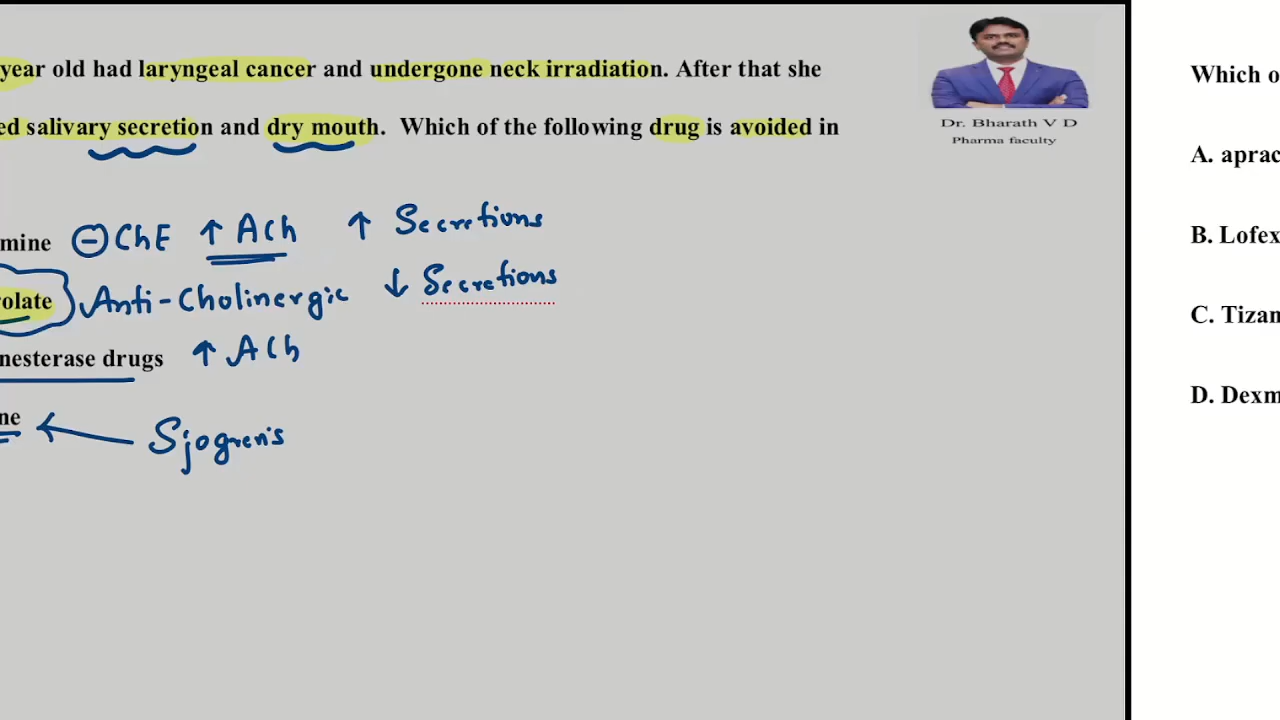 year old had laryngeal cancer and undergone neck irradiation. After that she
ed salivary secretion and dry mouth. Which of the following drug is avoided in
Dr. Bharath V D
Pharma faculty
mine ⊖ ChE ↑ ACh ↑ Secretions
rolate Anti-Cholinergic ↓ Secretions
nesterase drugs ↑ ACh
ne ← Sjogren's
Which o
A. aprac
B. Lofex
C. Tizan
D. Dexm